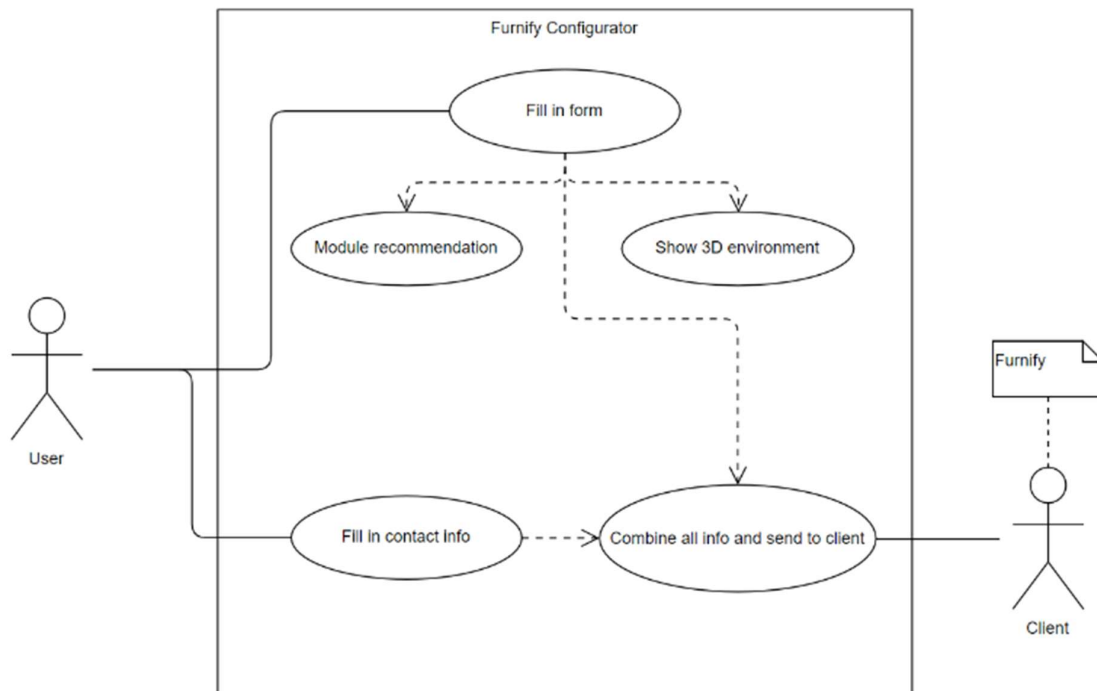 Furnify Configurator
Fill in form
Module recommendation
Show 3D environment
Furnify
User
Fill in contact info
Combine all info and send to client
Client